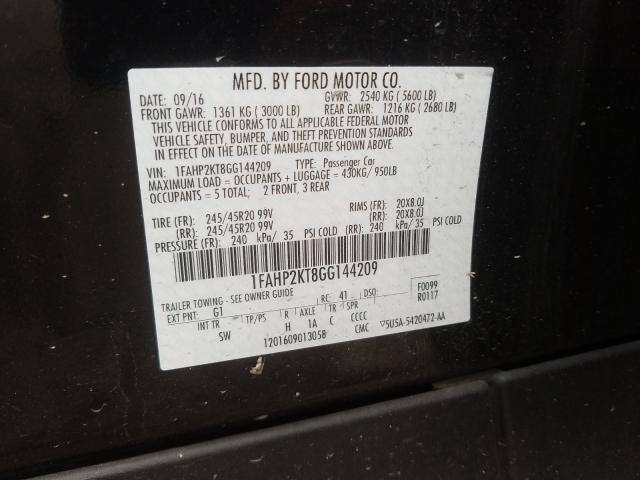 MFD. BY FORD MOTOR CO.
DATE: 09/16 GVWR: 2540 KG ( 5600 LB)
FRONT GAWR: 1361 KG ( 3000 LB) REAR GAWR: 1216 KG ( 2680 LB)
THIS VEHICLE CONFORMS TO ALL APPLICABLE FEDERAL MOTOR
VEHICLE SAFETY, BUMPER, AND THEFT PREVENTION STANDARDS
IN EFFECT ON THE DATE OF MANUFACTURE SHOWN ABOVE.
VIN: 1FAHP2KT8GG144209 TYPE: Passenger Car
MAXIMUM LOAD = OCCUPANTS + LUGGAGE = 430KG/ 950LB
OCCUPANTS = 5 TOTAL; 2 FRONT, 3 REAR
TIRE (FR): 245/45R20 99V RIMS (FR): 20X8.0J
(RR): 245/45R20 99V (RR): 20X8.0J
PRESSURE (FR): 240 kPa/ 35 PSI COLD (RR): 240 kPa/ 35 PSI COLD
1FAHP2KT8GG144209
TRAILER TOWING - SEE OWNER GUIDE
EXT PNT: G1 RC: 41 DSO: F0099
R0117
INT TR TP/PS R AXLE TR SPR
SW H 1A C CCCC
1201609013058 CMC ▽5U5A-5420472-AA